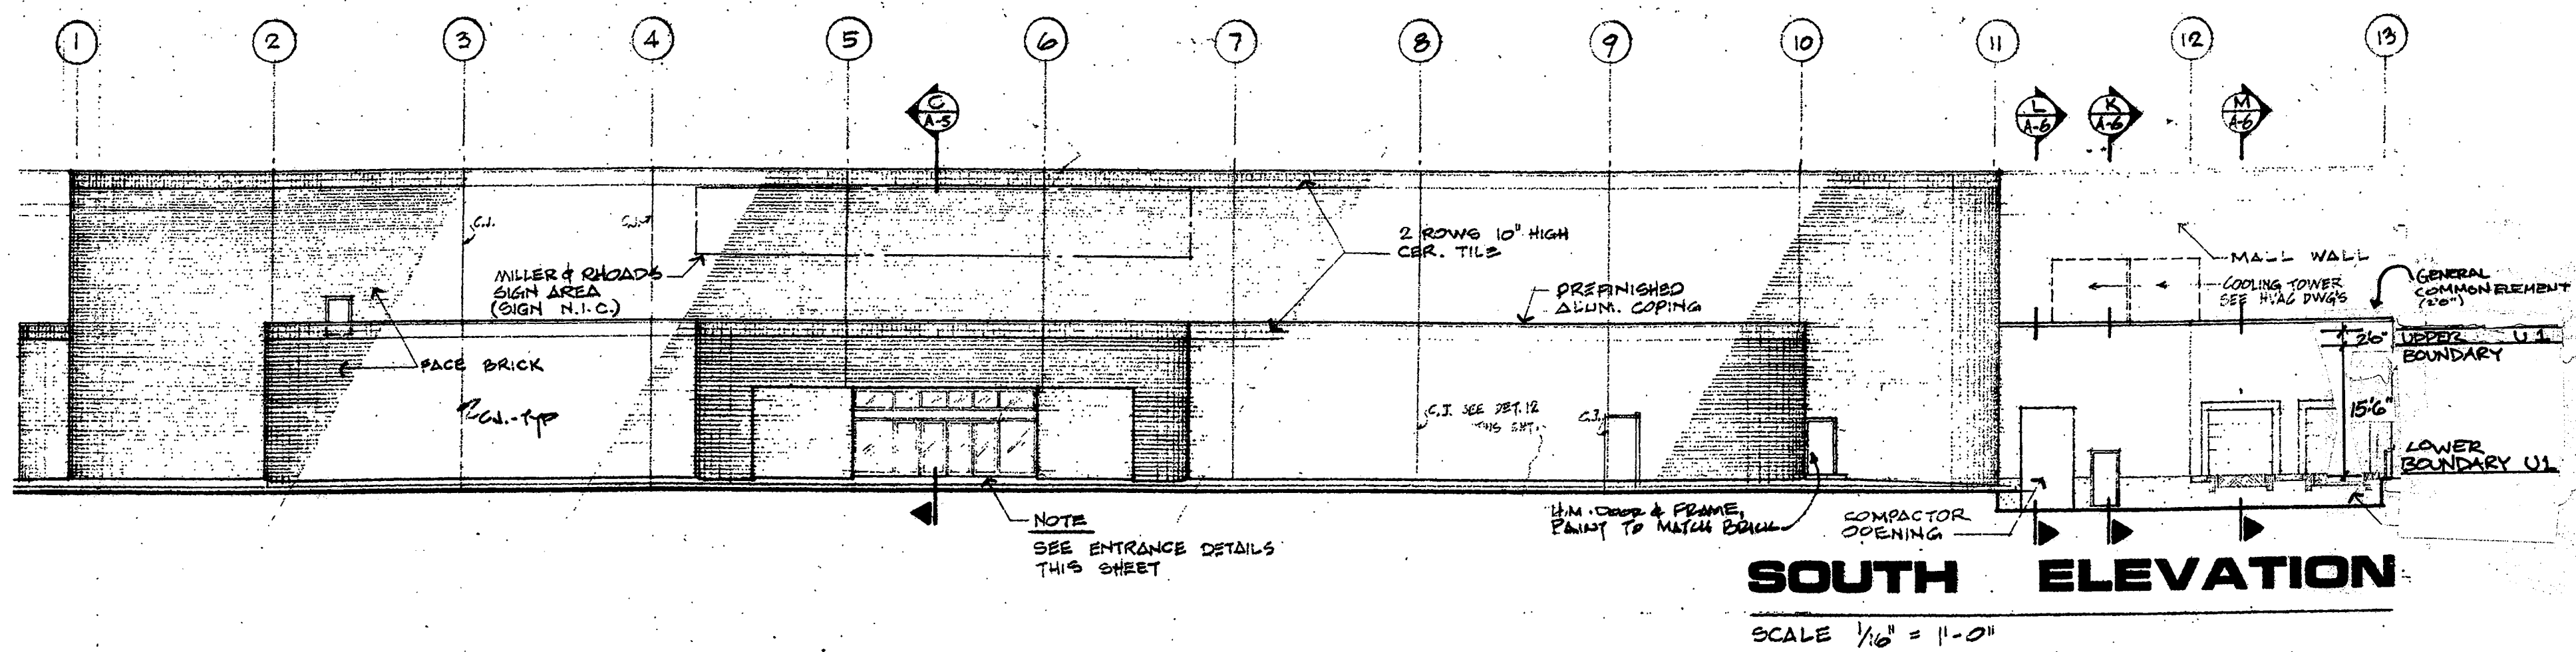 1 2 3 4 5 6 7 8 9 10 11 12 13
C
A-5
L
A-6
K
A-6
M
A-6
C.J.
C.J.
MILLER & RHOADS
SIGN AREA
(SIGN N.I.C.)
2 ROWS 10" HIGH
CER. TILE
PREFINISHED
ALUM. COPING
MALL WALL
COOLING TOWER
SEE HVAC DWG'S
GENERAL
COMMON ELEMENT
(2'0")
2'6"
UPPER U1
BOUNDARY
FACE BRICK
C.J.-TYP
C.J. SEE DET. 12
THIS SHT.
C.J.
15'6"
LOWER
BOUNDARY U1
NOTE
SEE ENTRANCE DETAILS
THIS SHEET
H.M. DOOR & FRAME,
PAINT TO MATCH BRICK
COMPACTOR
OPENING
SOUTH ELEVATION
SCALE 1/16" = 1'-0"